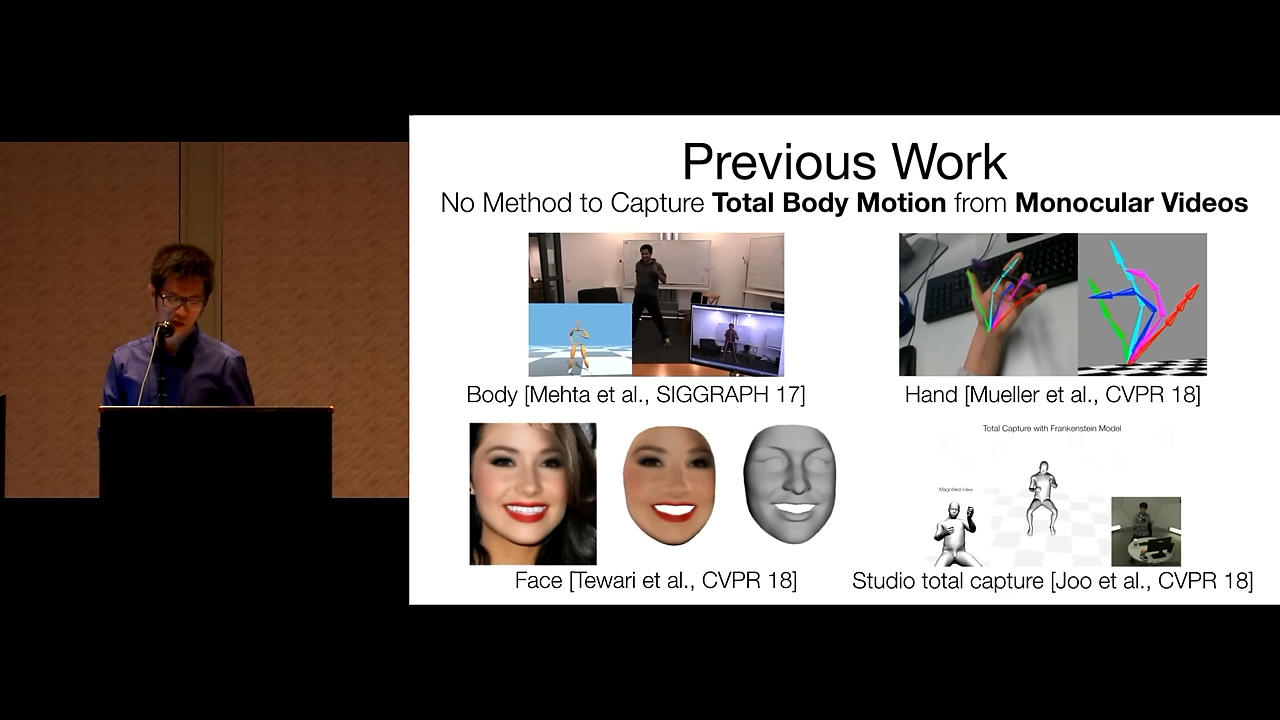 Previous Work
No Method to Capture Total Body Motion from Monocular Videos
Body [Mehta et al., SIGGRAPH 17]
Hand [Mueller et al., CVPR 18]
Total Capture with Frankenstein Model
Magnified View
Face [Tewari et al., CVPR 18]
Studio total capture [Joo et al., CVPR 18]